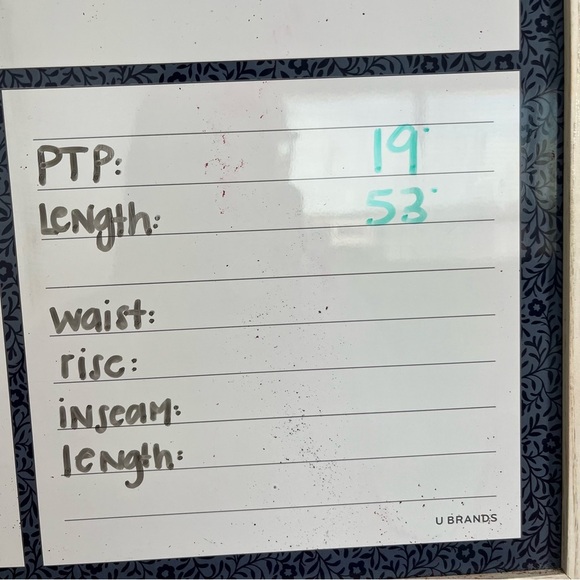 PTP: 19"
Length: 53"
waist:
rise:
inseam:
length:
U BRANDS